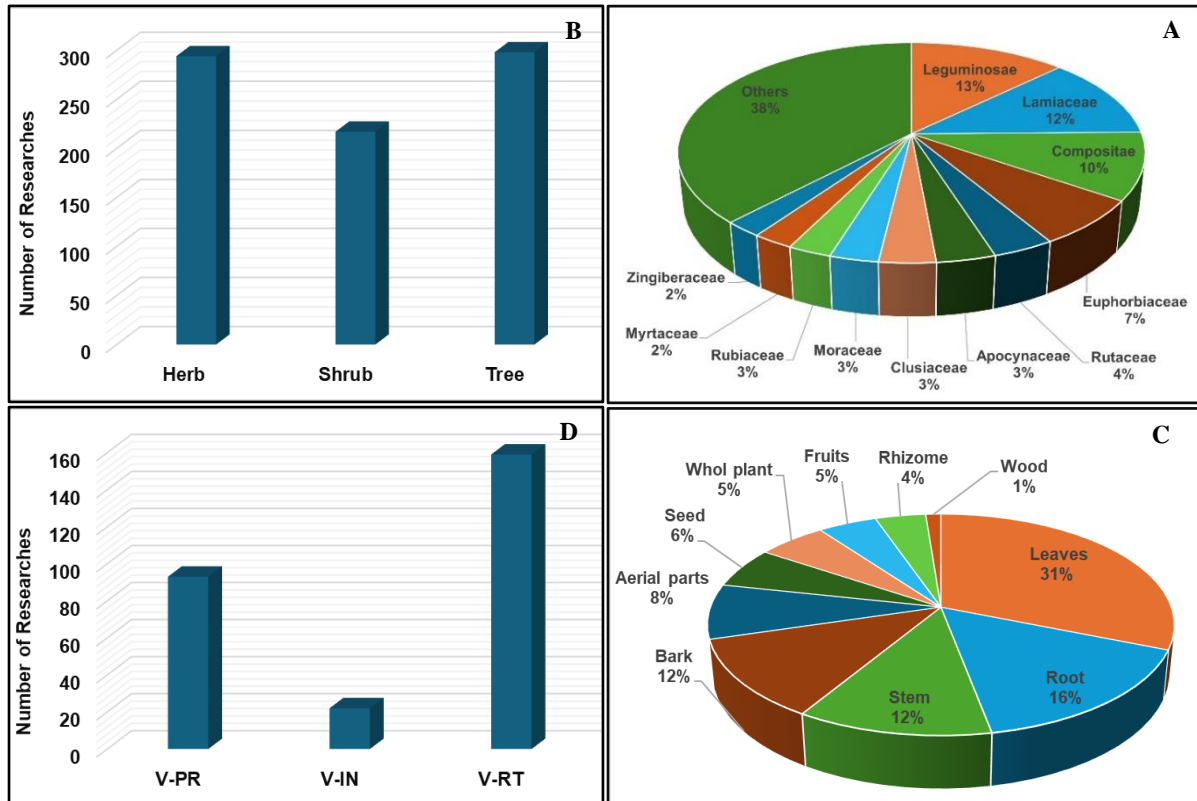 B
Number of Researches
300
250
200
150
100
50
0
Herb
Shrub
Tree
A
Leguminosae
13%
Lamiaceae
12%
Compositae
10%
Euphorbiaceae
7%
Rutaceae
4%
Apocynaceae
3%
Clusiaceae
3%
Moraceae
3%
Rubiaceae
3%
Myrtaceae
2%
Zingiberaceae
2%
Others
38%
D
Number of Researches
160
140
120
100
80
60
40
20
0
V-PR
V-IN
V-RT
C
Leaves
31%
Root
16%
Stem
12%
Bark
12%
Aerial parts
8%
Seed
6%
Whol plant
5%
Fruits
5%
Rhizome
4%
Wood
1%